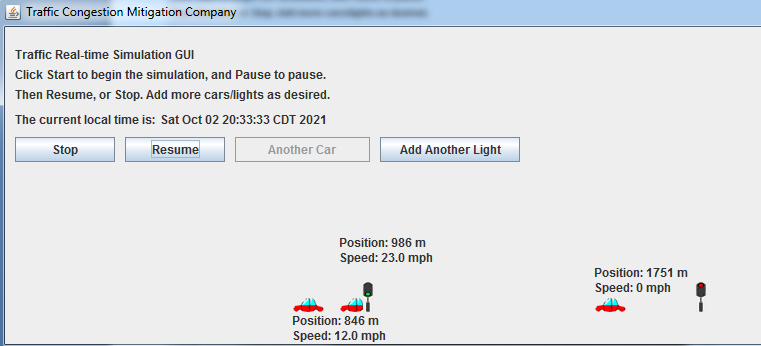 Traffic Congestion Mitigation Company
Traffic Real-time Simulation GUI
Click Start to begin the simulation, and Pause to pause.
Then Resume, or Stop. Add more cars/lights as desired.
The current local time is: Sat Oct 02 20:33:33 CDT 2021
Stop
Resume
Another Car
Add Another Light
Position: 986 m
Speed: 23.0 mph
Position: 1751 m
Speed: 0 mph
Position: 846 m
Speed: 12.0 mph